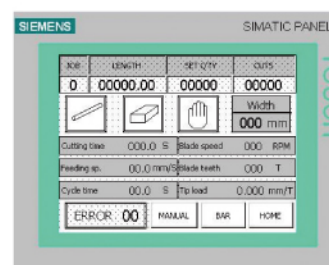 SIEMENS SIMATIC PANEL
TOUCH
JOB LENGTH SET Q'TY CUTS
0 00000.00 00000 00000
Width
000 mm
Cutting time 000.0 S Blade speed 000 RPM
Feeding sp. 00.0 mm/S Blade teeth 000 T
Cycle time 00.0 S Tip load 0.000 mm/T
ERROR 00 MANUAL BAR HOME